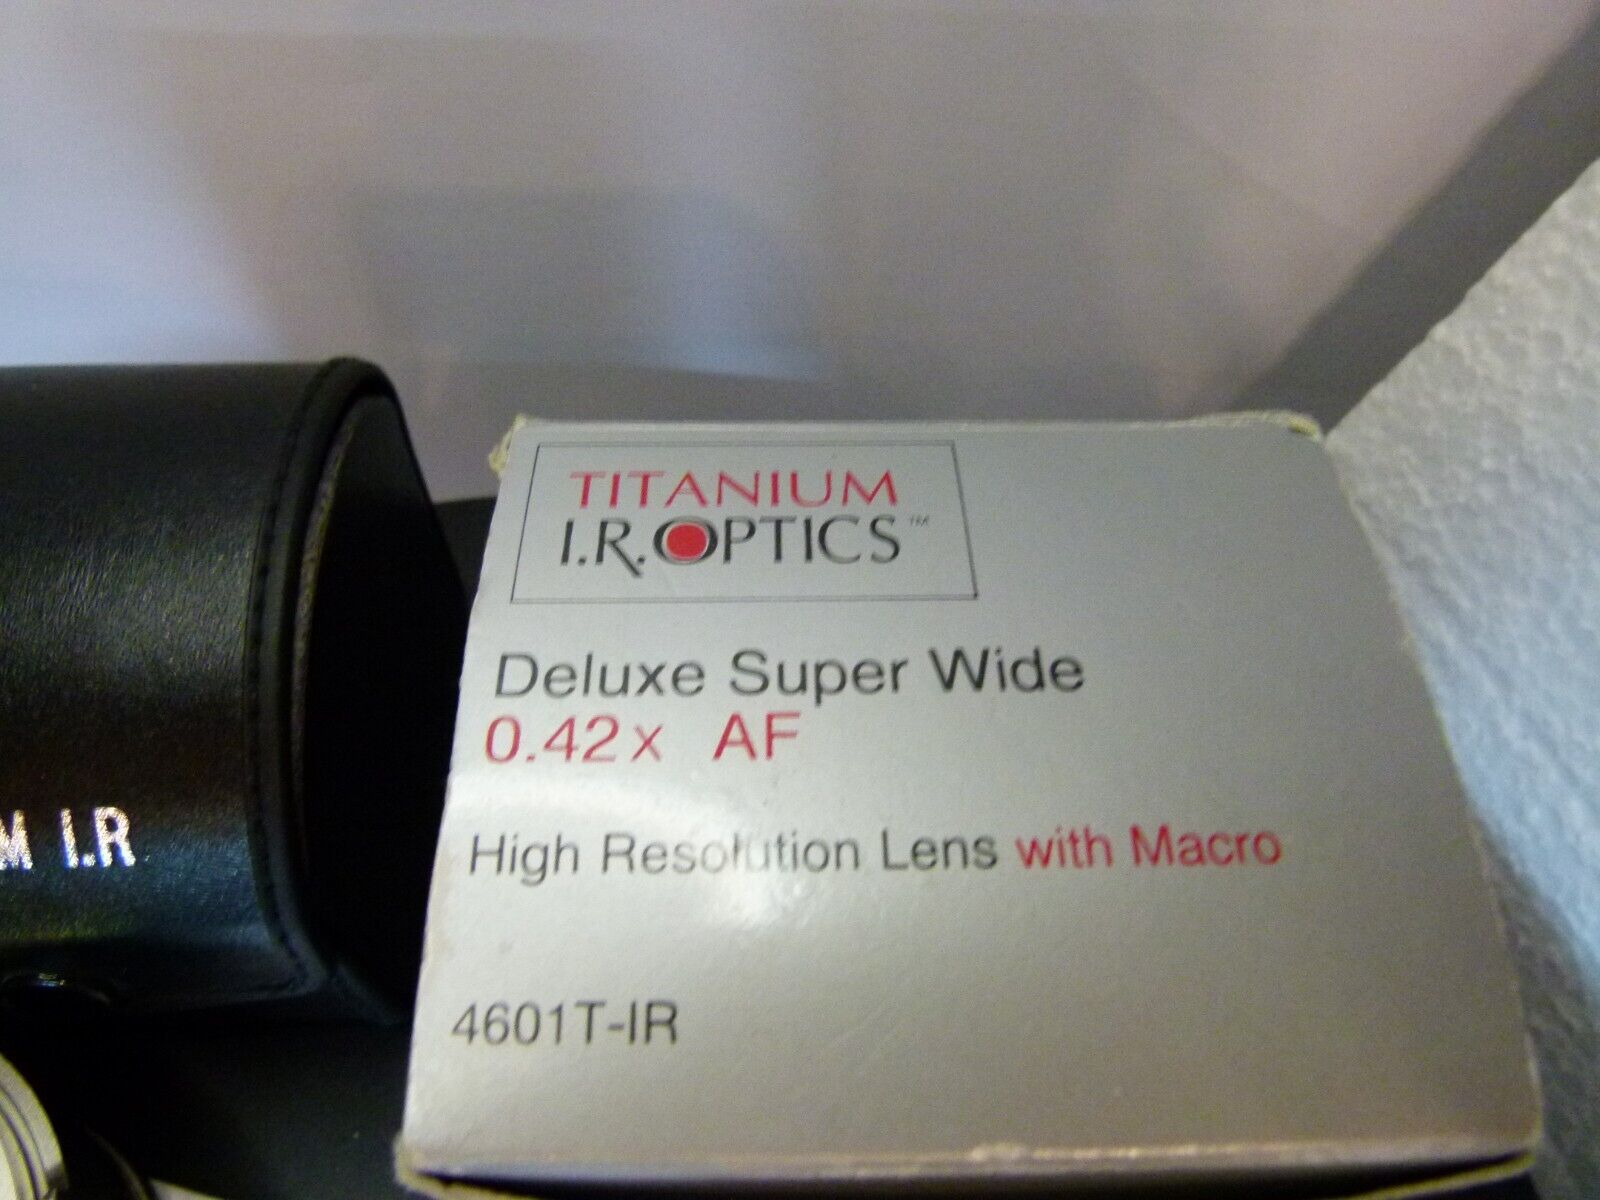 TITANIUM
I.R. OPTICS™
Deluxe Super Wide
0.42x AF
High Resolution Lens with Macro
4601T-IR
M I.R